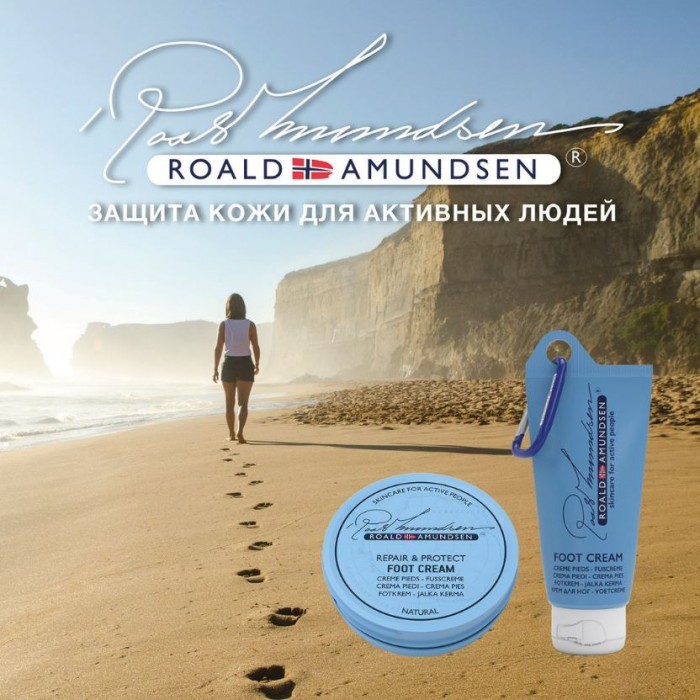 Roald Amundsen
ROALD AMUNDSEN ®
ЗАЩИТА КОЖИ ДЛЯ АКТИВНЫХ ЛЮДЕЙ
SKINCARE FOR ACTIVE PEOPLE
Roald Amundsen
ROALD AMUNDSEN
REPAIR & PROTECT
FOOT CREAM
CREME PIEDS - FUSSCREME
CREMA PIEDI - CREMA PIES
FOTKREM - JALKA KERMA
NATURAL
Roald Amundsen
ROALD AMUNDSEN
skincare for active people
FOOT CREAM
CREME PIEDS - FUSCREME
CREMA PIEDI - CREMA PIES
FOTKREM - JALKA KERMA
КРЕМ ДЛЯ НОГ - VOETCRÈME